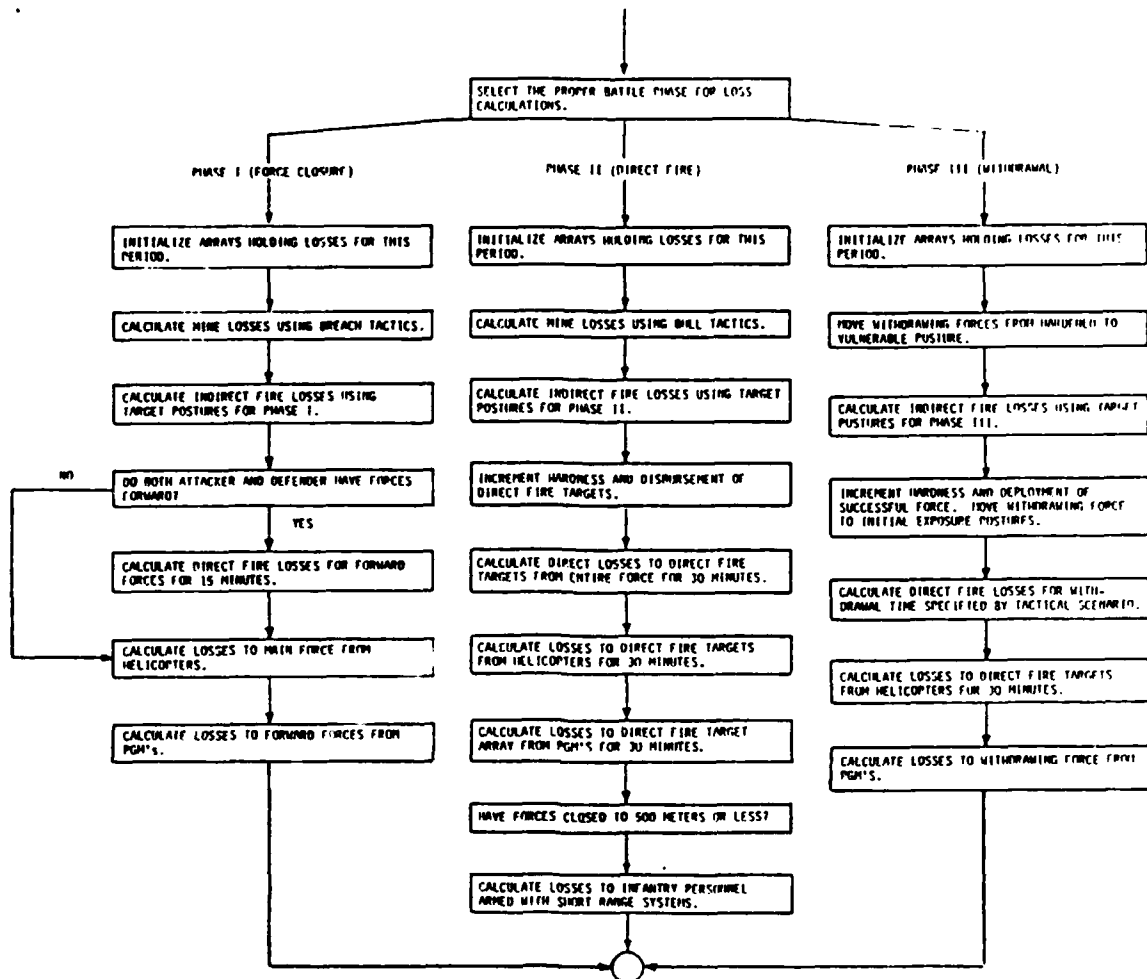 SELECT THE PROPER BATTLE PHASE FOR LOSS
CALCULATIONS.
PHASE I (FORCE CLOSURE)
PHASE II (DIRECT FIRE)
PHASE III (WITHDRAWAL)
INITIALIZE ARRAYS HOLDING LOSSES FOR THIS
PERIOD.
CALCULATE MINE LOSSES USING BREACH TACTICS.
CALCULATE INDIRECT FIRE LOSSES USING
TARGET POSTURES FOR PHASE I.
NO
DO BOTH ATTACKER AND DEFENDER HAVE FORCES
FORWARD?
YES
CALCULATE DIRECT FIRE LOSSES FOR FORWARD
FORCES FOR 15 MINUTES.
CALCULATE LOSSES TO MAIN FORCE FROM
HELICOPTERS.
CALCULATE LOSSES TO FORWARD FORCES FROM
PGM's.
INITIALIZE ARRAYS HOLDING LOSSES FOR THIS
PERIOD.
CALCULATE MINE LOSSES USING BULL TACTICS.
CALCULATE INDIRECT FIRE LOSSES USING TARGET
POSTURES FOR PHASE II.
INCREMENT HARDNESS AND DISBURSEMENT OF
DIRECT FIRE TARGETS.
CALCULATE DIRECT LOSSES TO DIRECT FIRE
TARGETS FROM ENTIRE FORCE FOR 30 MINUTES.
CALCULATE LOSSES TO DIRECT FIRE TARGETS
FROM HELICOPTERS FOR 30 MINUTES.
CALCULATE LOSSES TO DIRECT FIRE TARGET
ARRAY FROM PGM'S FOR 30 MINUTES.
HAVE FORCES CLOSED TO 500 METERS OR LESS?
CALCULATE LOSSES TO INFANTRY PERSONNEL
ARMED WITH SHORT RANGE SYSTEMS.
INITIALIZE ARRAYS HOLDING LOSSES FOR THIS
PERIOD.
MOVE WITHDRAWING FORCES FROM HARDENED TO
VULNERABLE POSTURE.
CALCULATE INDIRECT FIRE LOSSES USING TARGET
POSTURES FOR PHASE III.
INCREMENT HARDNESS AND DEPLOYMENT OF
SUCCESSFUL FORCE. MOVE WITHDRAWING FORCE
TO INITIAL EXPOSURE POSTURES.
CALCULATE DIRECT FIRE LOSSES FOR WITH-
DRAWAL TIME SPECIFIED BY TACTICAL SCENARIO.
CALCULATE LOSSES TO DIRECT FIRE TARGETS
FROM HELICOPTERS FOR 30 MINUTES.
CALCULATE LOSSES TO WITHDRAWING FORCE FROM
PGM'S.